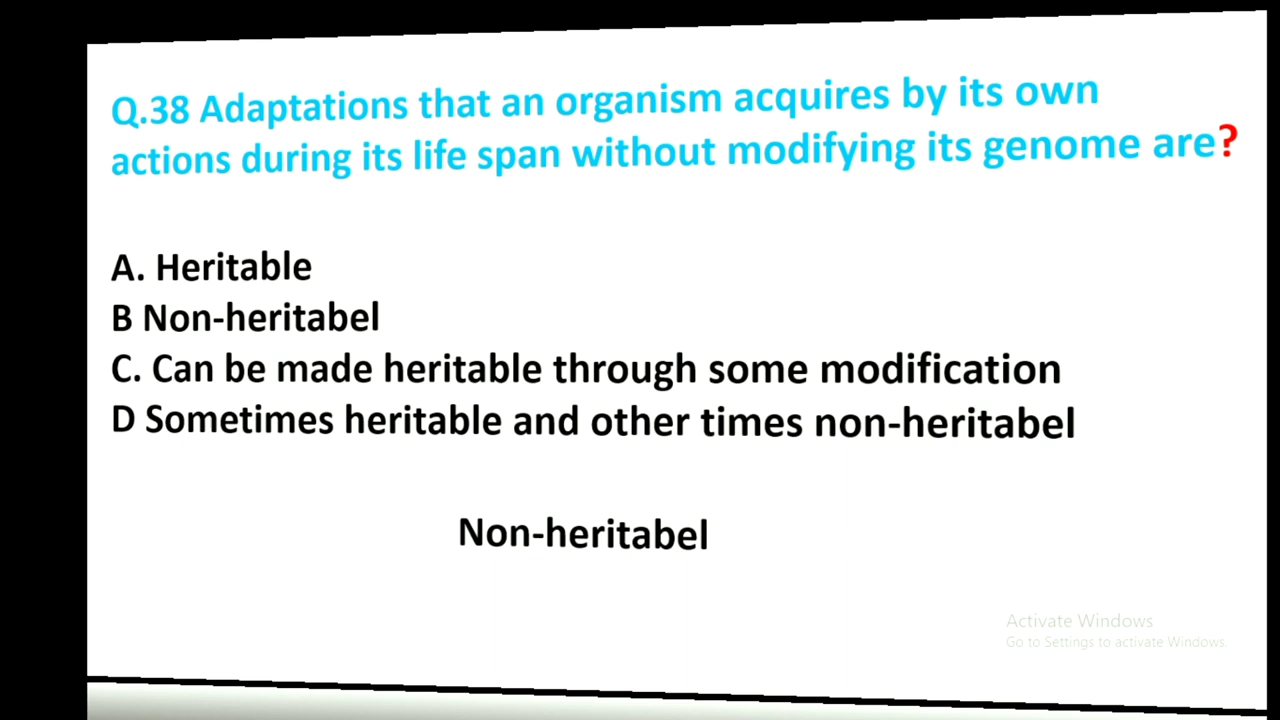 Q.38 Adaptations that an organism acquires by its own
actions during its life span without modifying its genome are?
A. Heritable
B Non-heritabel
C. Can be made heritable through some modification
D Sometimes heritable and other times non-heritabel
Non-heritabel
Activate Windows
Go to Settings to activate Windows.